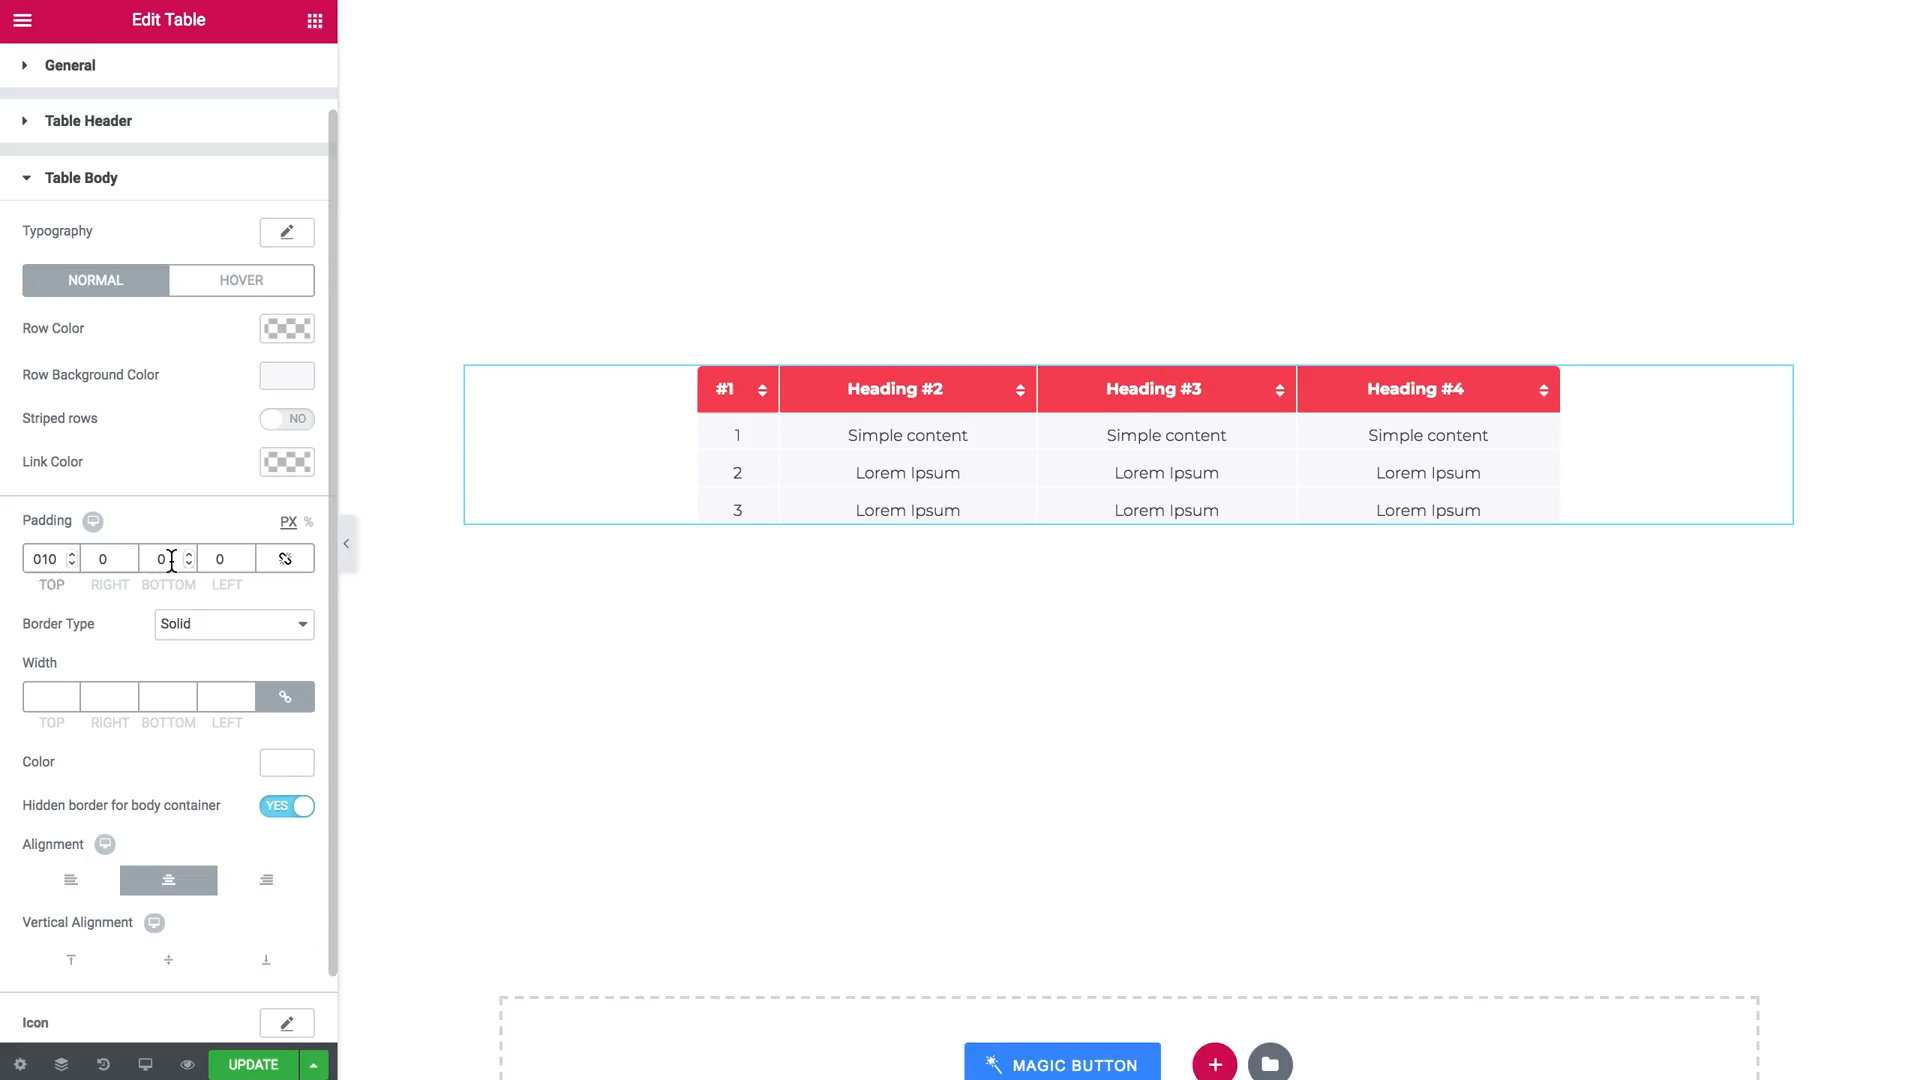 Edit Table
General
Table Header
Table Body
Typography
NORMAL HOVER
Row Color
Row Background Color
Striped rows NO
Link Color
Padding PX %
010 0 0 0
TOP RIGHT BOTTOM LEFT
Border Type Solid
Width
TOP RIGHT BOTTOM LEFT
Color
Hidden border for body container YES
Alignment
Vertical Alignment
Icon
UPDATE
#1 Heading #2 Heading #3 Heading #4
1 Simple content Simple content Simple content
2 Lorem Ipsum Lorem Ipsum Lorem Ipsum
3 Lorem Ipsum Lorem Ipsum Lorem Ipsum
MAGIC BUTTON